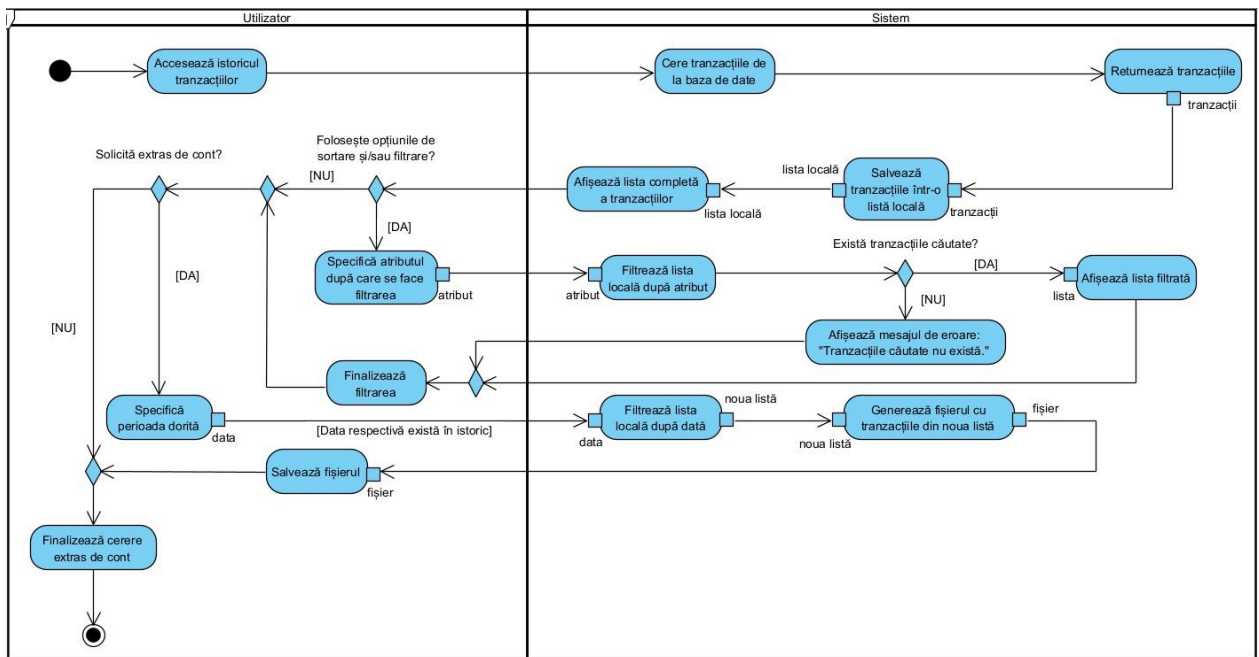 Utilizator
Sistem
Accesează istoricul
tranzacțiilor
Cere tranzacțiile de
la baza de date
Returnează tranzacțiile
tranzacții
Solicită extras de cont?
Folosește opțiunile de
sortare și/sau filtrare?
[NU]
[DA]
Afișează lista completă
a tranzacțiilor
lista locală
lista locală
Salvează
tranzacțiile într-o
listă locală
tranzacții
[DA]
[NU]
Specifică atributul
după care se face
filtrarea
atribut
atribut
Filtrează lista
locală după atribut
Există tranzacțiile căutate?
[DA]
[NU]
lista
Afișează lista filtrată
Afișează mesajul de eroare:
"Tranzacțiile căutate nu există."
Finalizează
filtrarea
Specifică
perioada dorită
data
[Data respectivă există în istoric]
data
Filtrează lista
locală după dată
noua listă
noua listă
Generează fișierul cu
tranzacțiile din noua listă
fișier
Salvează fișierul
fișier
Finalizează cerere
extras de cont